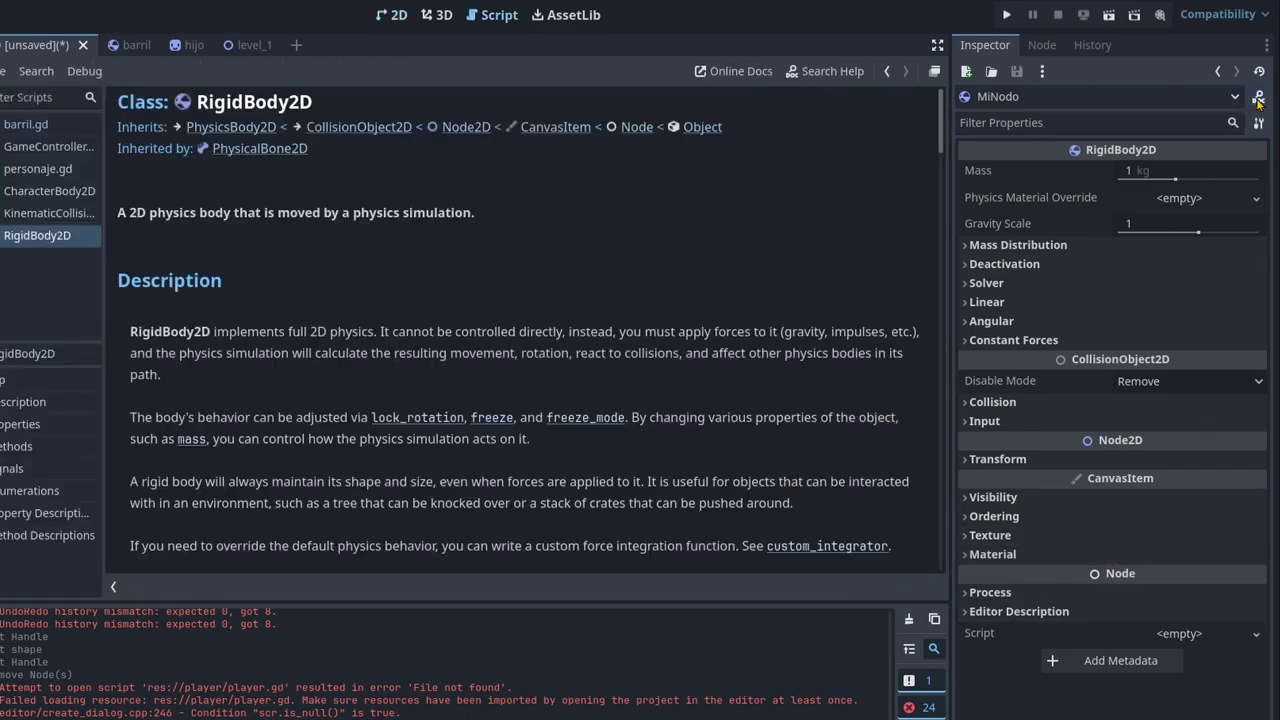 2D 3D Script AssetLib Compatibility
[unsaved](*) barril hijo level_1 Inspector Node History
Search Debug Online Docs Search Help
ter Scripts
barril.gd
GameController...
personaje.gd
CharacterBody2D
KinematicCollisi...
RigidBody2D
gidBody2D
p
scription
operties
ethods
gnals
umerations
operty Descripti...
ethod Descriptions
Class: RigidBody2D
Inherits: PhysicsBody2D < CollisionObject2D < Node2D < CanvasItem < Node < Object
Inherited by: PhysicalBone2D
A 2D physics body that is moved by a physics simulation.
Description
RigidBody2D implements full 2D physics. It cannot be controlled directly, instead, you must apply forces to it (gravity, impulses, etc.),
and the physics simulation will calculate the resulting movement, rotation, react to collisions, and affect other physics bodies in its
path.
The body's behavior can be adjusted via lock_rotation, freeze, and freeze_mode. By changing various properties of the object,
such as mass, you can control how the physics simulation acts on it.
A rigid body will always maintain its shape and size, even when forces are applied to it. It is useful for objects that can be interacted
with in an environment, such as a tree that can be knocked over or a stack of crates that can be pushed around.
If you need to override the default physics behavior, you can write a custom force integration function. See custom_integrator.
UndoRedo history mismatch: expected 0, got 8.
UndoRedo history mismatch: expected 0, got 8.
t Handle
t shape
t Handle
move Node(s)
Attempt to open script 'res://player/player.gd' resulted in error 'File not found'.
Failed loading resource: res://player/player.gd. Make sure resources have been imported by opening the project in the editor at least once.
editor/create_dialog.cpp:246 - Condition "scr.is_null()" is true.
1
24
MiNodo
Filter Properties
RigidBody2D
Mass 1 kg
Physics Material Override <empty>
Gravity Scale 1
Mass Distribution
Deactivation
Solver
Linear
Angular
Constant Forces
CollisionObject2D
Disable Mode Remove
Collision
Input
Node2D
Transform
CanvasItem
Visibility
Ordering
Texture
Material
Node
Process
Editor Description
Script <empty>
Add Metadata